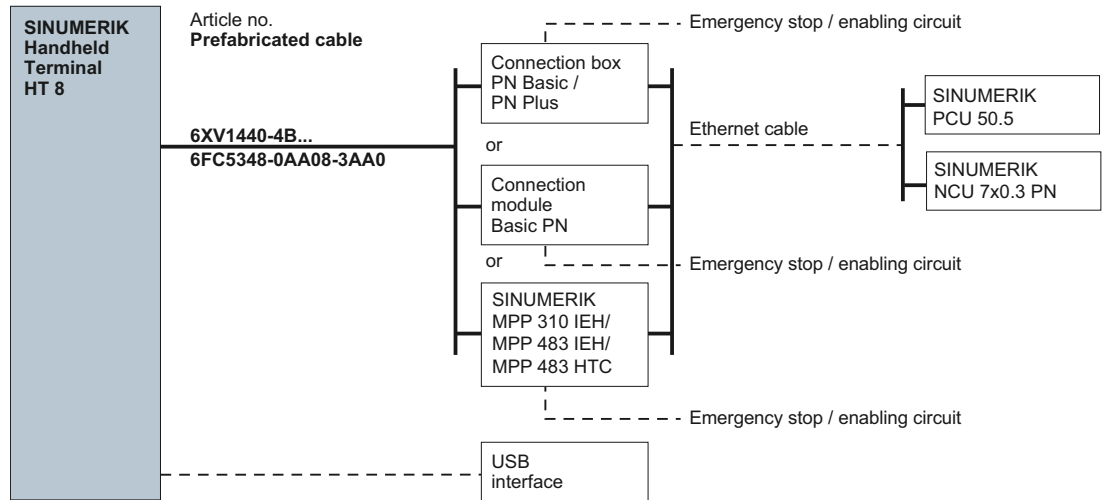 SINUMERIK
Handheld
Terminal
HT 8
Article no.
Prefabricated cable
6XV1440-4B...
6FC5348-0AA08-3AA0
Emergency stop / enabling circuit
Connection box
PN Basic /
PN Plus
or
Connection
module
Basic PN
or
Emergency stop / enabling circuit
SINUMERIK
MPP 310 IEH/
MPP 483 IEH/
MPP 483 HTC
Emergency stop / enabling circuit
USB
interface
Ethernet cable
SINUMERIK
PCU 50.5
SINUMERIK
NCU 7x0.3 PN